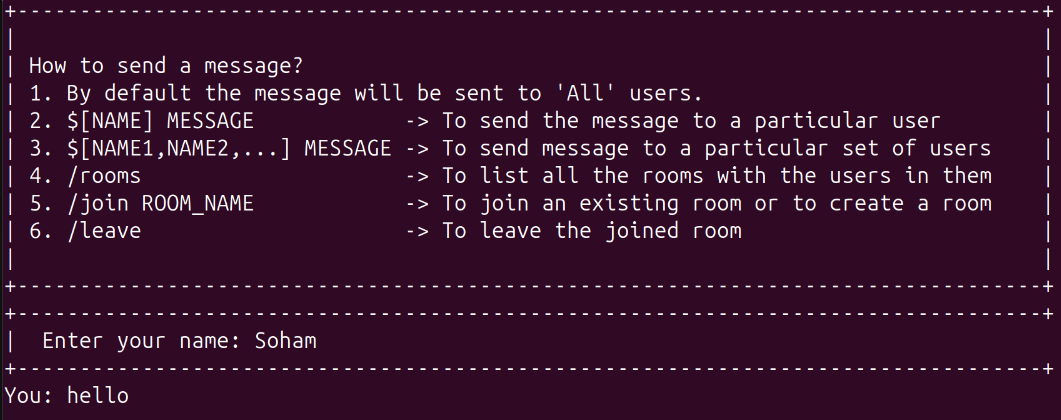 +----------------------------------------------------------------------------------+
How to send a message?
1. By default the message will be sent to 'All' users.
2. $[NAME] MESSAGE -> To send the message to a particular user
3. $[NAME1,NAME2,...] MESSAGE -> To send message to a particular set of users
4. /rooms -> To list all the rooms with the users in them
5. /join ROOM_NAME -> To join an existing room or to create a room
6. /leave -> To leave the joined room
+----------------------------------------------------------------------------------+
+----------------------------------------------------------------------------------+
| Enter your name: Soham
+----------------------------------------------------------------------------------+
You: hello